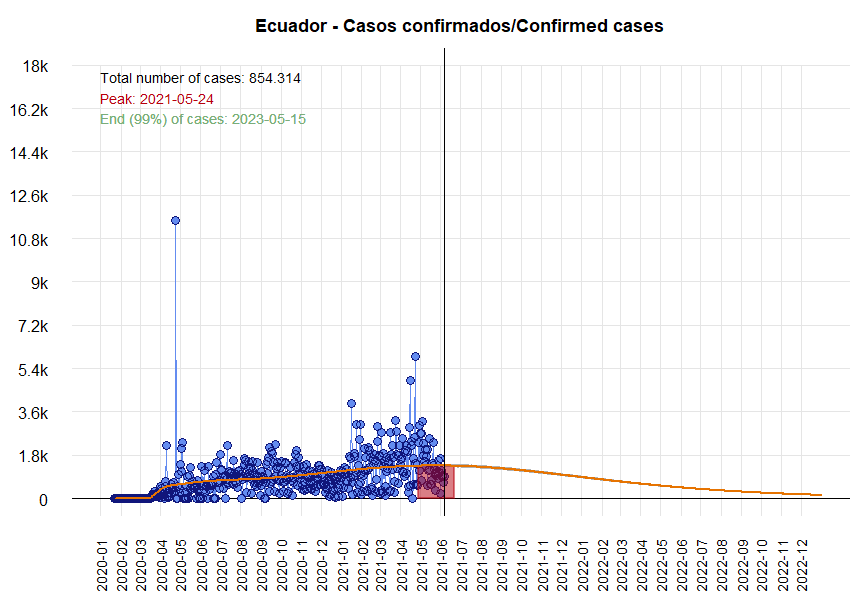 Ecuador - Casos confirmados/Confirmed cases
18k
Total number of cases: 854.314
Peak: 2021-05-24
16.2k
End (99%) of cases: 2023-05-15
14.4k
12.6k
10.8k
9k
7.2k
5.4k
3.6k
1.8k
0
2020-01
2020-02
2020-03
2020-04
2020-05
2020-06
2020-07
2020-08
2020-09
2020-10
2020-11
2020-12
2021-01
2021-02
2021-03
2021-04
2021-05
2021-06
2021-07
2021-08
2021-09
2021-10
2021-11
2021-12
2022-01
2022-02
2022-03
2022-04
2022-05
2022-06
2022-07
2022-08
2022-09
2022-10
2022-11
2022-12